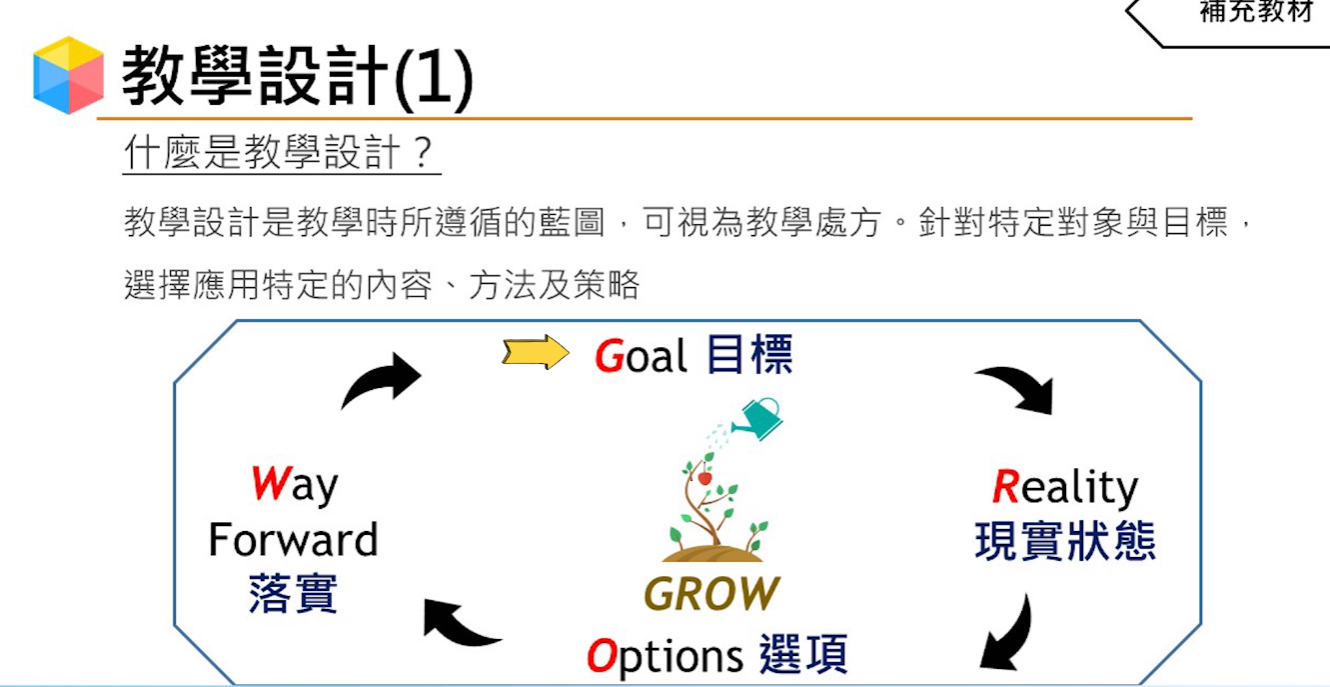 補充教材
教學設計(1)
什麼是教學設計？
教學設計是教學時所遵循的藍圖，可視為教學處方。針對特定對象與目標，
選擇應用特定的內容、方法及策略
Goal 目標
Way
Forward
落實
Reality
現實狀態
GROW
Options 選項